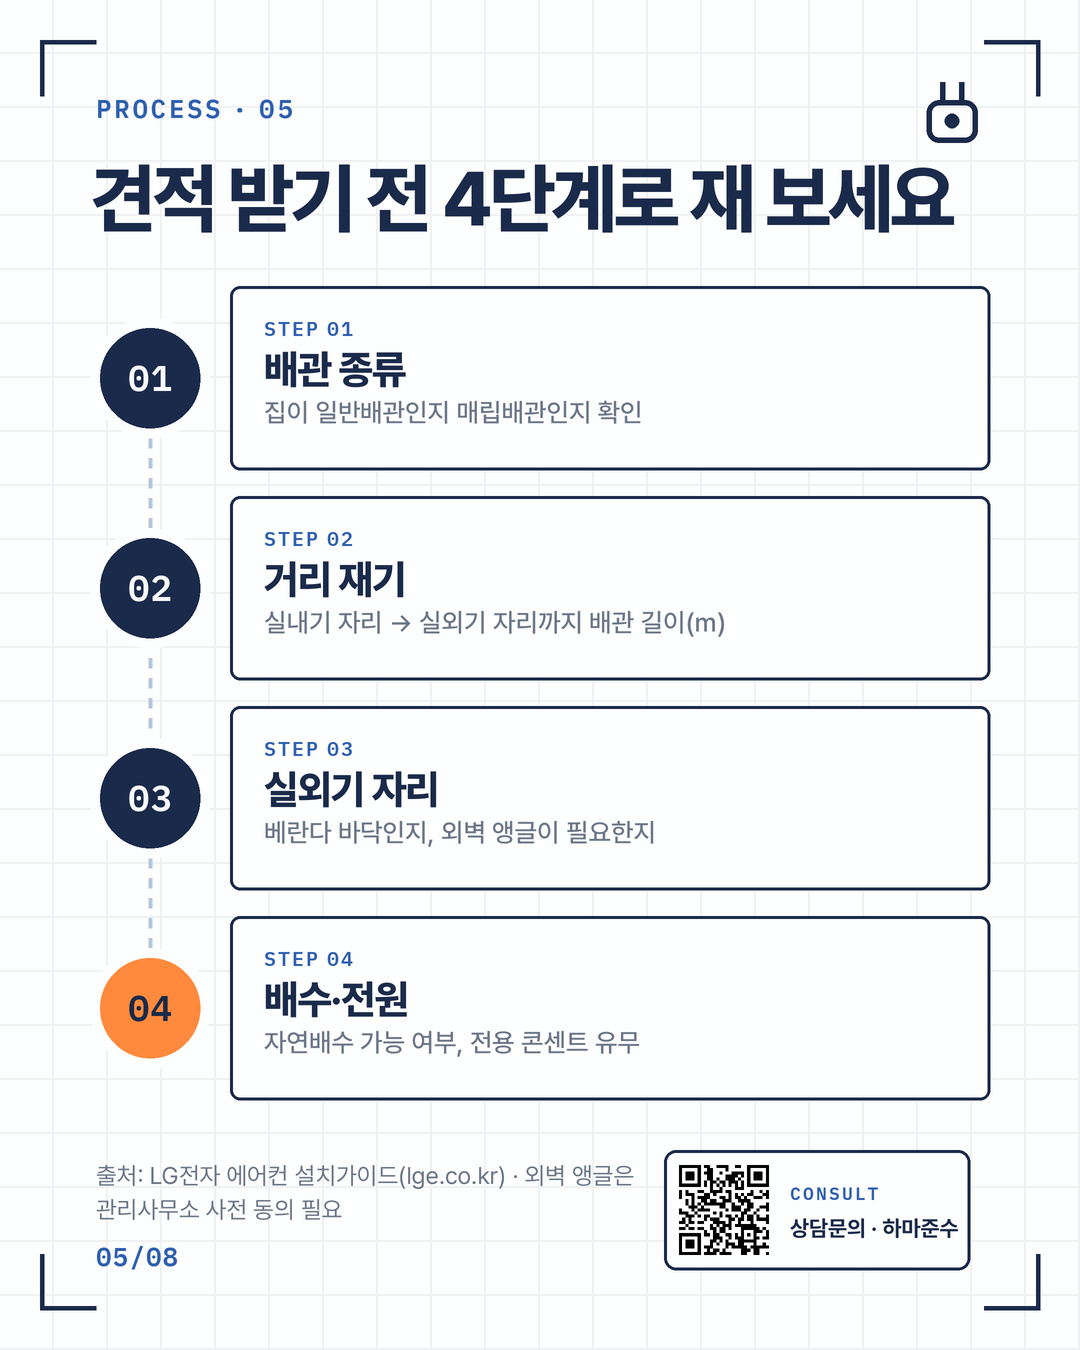 PROCESS · 05
견적 받기 전 4단계로 재 보세요
01
STEP 01
배관 종류
집이 일반배관인지 매립배관인지 확인
02
STEP 02
거리 재기
실내기 자리 → 실외기 자리까지 배관 길이(m)
03
STEP 03
실외기 자리
베란다 바닥인지, 외벽 앵글이 필요한지
04
STEP 04
배수·전원
자연배수 가능 여부, 전용 콘센트 유무
출처: LG전자 에어컨 설치가이드(lge.co.kr) · 외벽 앵글은
관리사무소 사전 동의 필요
05/08
CONSULT
상담문의 · 하마준수